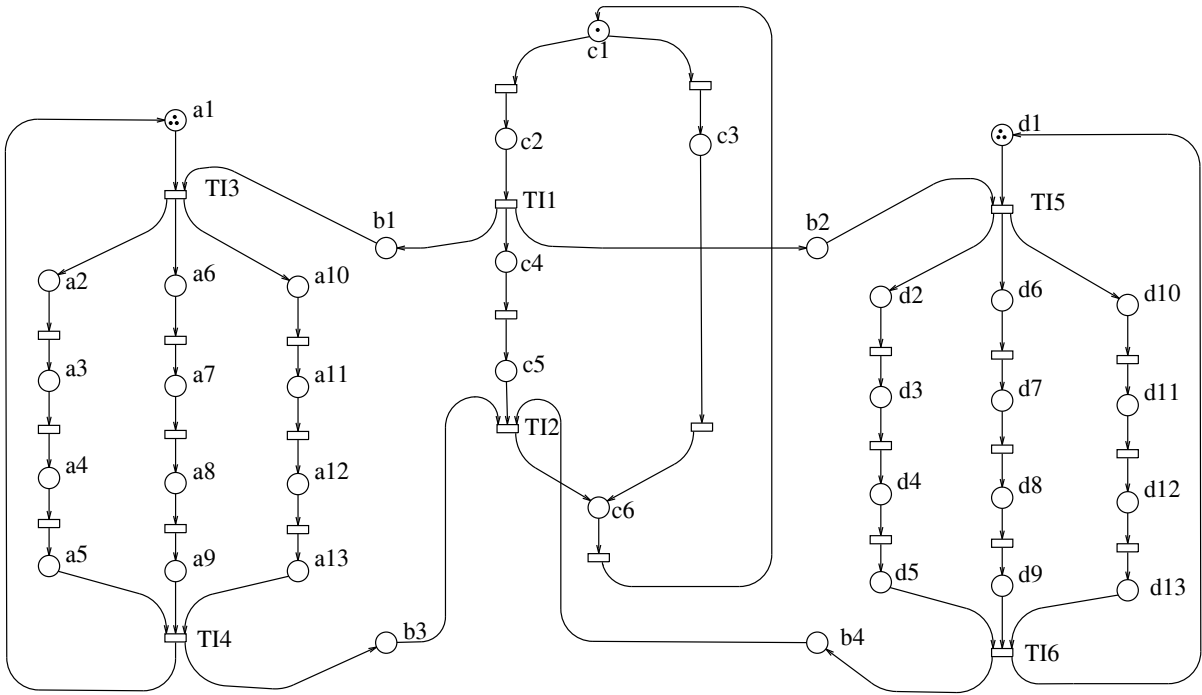 c1
a1
d1
c2
c3
TI3
TI1
TI5
b1
b2
a2
a6
a10
c4
d2
d6
d10
a3
a7
a11
c5
d3
d7
d11
TI2
a4
a8
a12
c6
d4
d8
d12
a5
a9
a13
d5
d9
d13
TI4
b3
b4
TI6